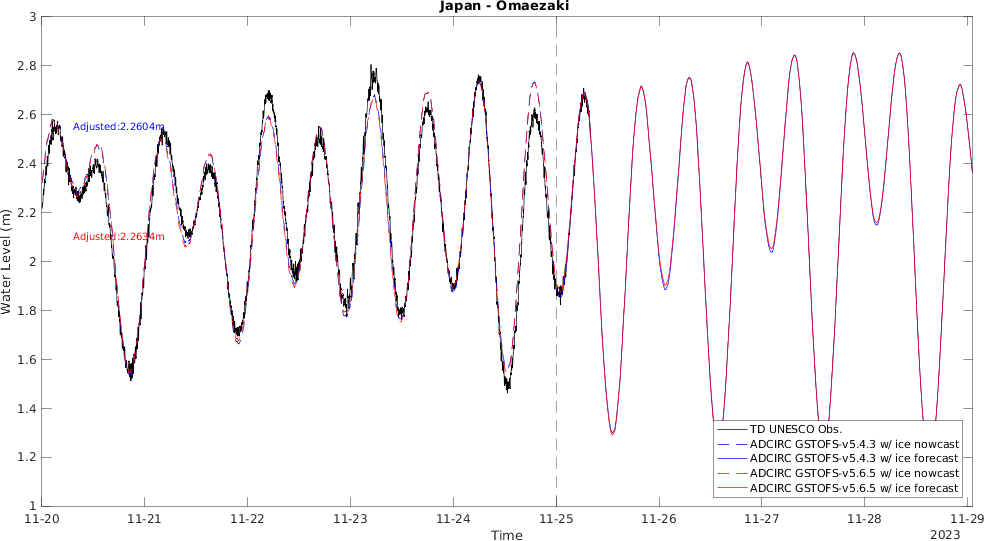 Japan - Omaezaki
3
2.8
2.6
2.4
2.2
2
1.8
1.6
1.4
1.2
1
Water Level (m)
Adjusted:2.2604m
Adjusted:2.2634m
TD UNESCO Obs.
ADCIRC GSTOFS-v5.4.3 w/ ice nowcast
ADCIRC GSTOFS-v5.4.3 w/ ice forecast
ADCIRC GSTOFS-v5.6.5 w/ ice nowcast
ADCIRC GSTOFS-v5.6.5 w/ ice forecast
11-20 11-21 11-22 11-23 11-24 11-25 11-26 11-27 11-28 11-29
Time
2023